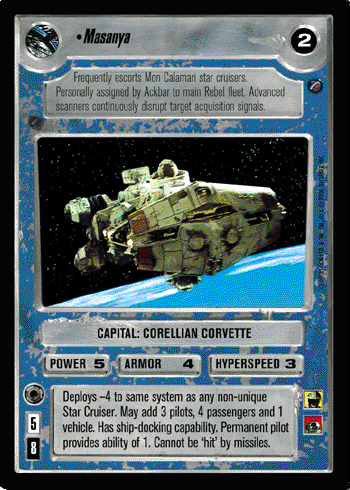 •Masanya
2
Frequently escorts Mon Calamari star cruisers.
Personally assigned by Ackbar to main Rebel fleet. Advanced
scanners continuously disrupt target acquisition signals.
CAPITAL: CORELLIAN CORVETTE
POWER 5 ARMOR 4 HYPERSPEED 3
Deploys –4 to same system as any non-unique
Star Cruiser. May add 3 pilots, 4 passengers and 1
vehicle. Has ship-docking capability. Permanent pilot
provides ability of 1. Cannot be 'hit' by missiles.
5
8